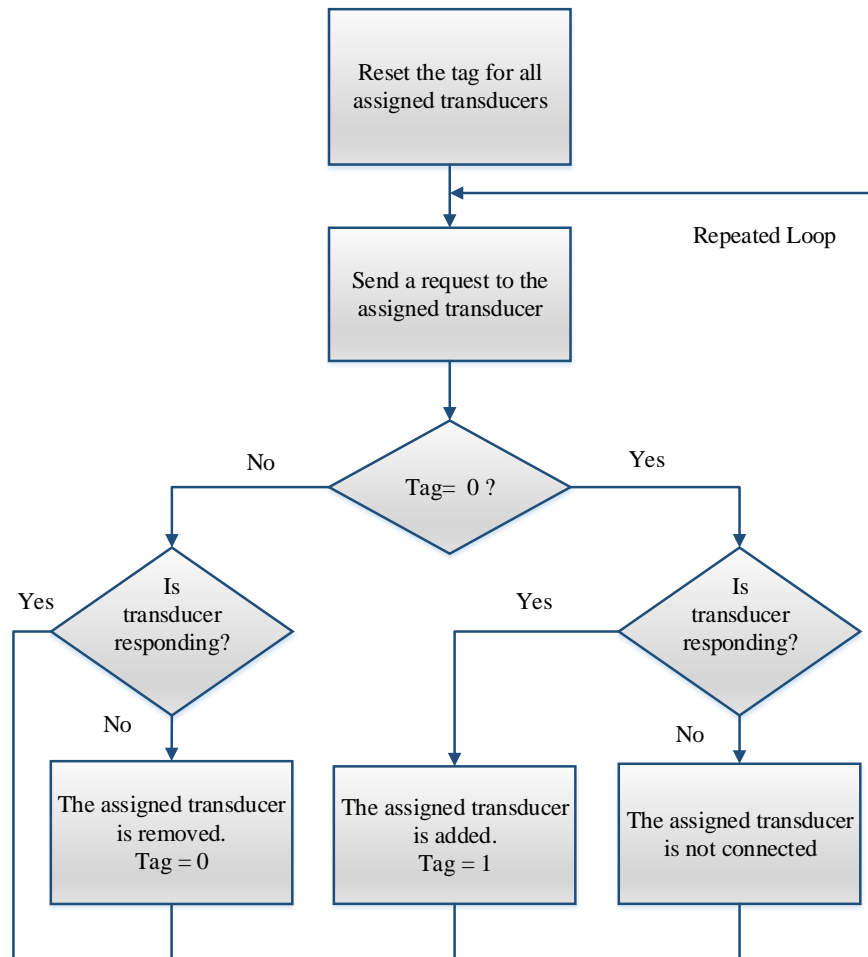 Reset the tag for all
assigned transducers
Repeated Loop
Send a request to the
assigned transducer
No
Tag= 0 ?
Yes
Yes
Is
transducer
responding?
Yes
Is
transducer
responding?
No
No
The assigned transducer
is removed.
Tag = 0
The assigned transducer
is added.
Tag = 1
The assigned transducer
is not connected